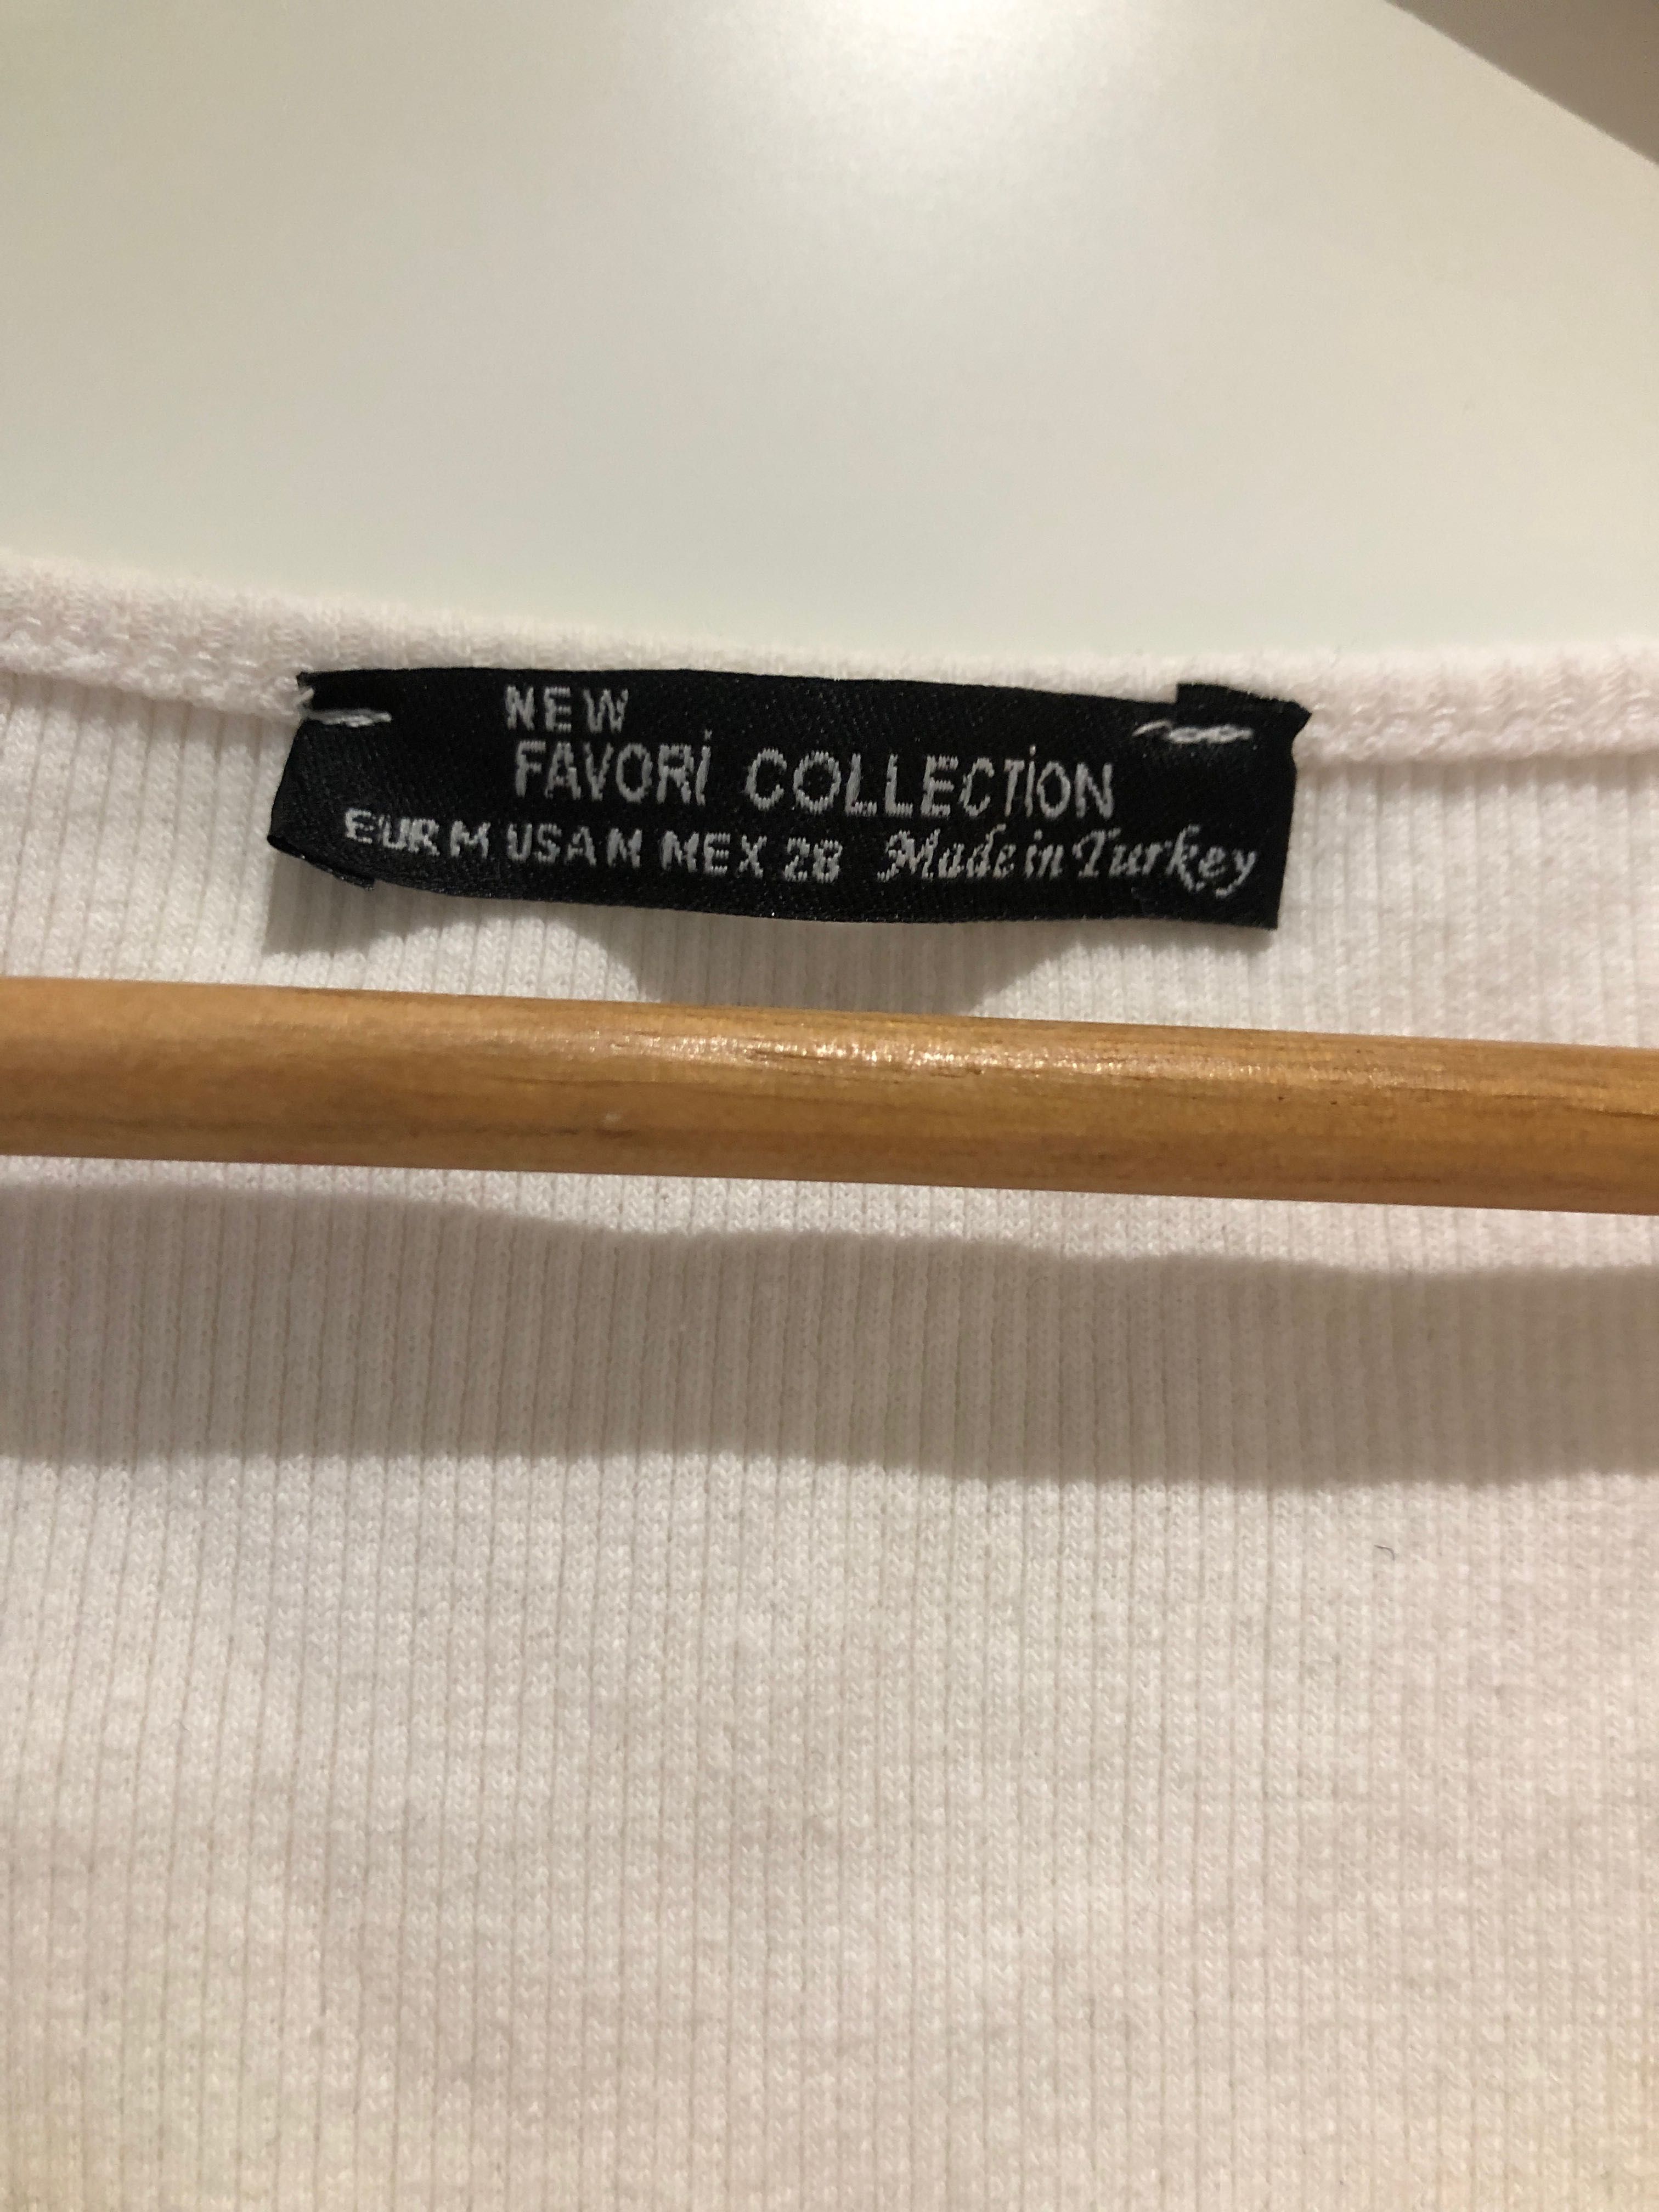 NEW
FAVORİ COLLECTİON
EUR M USA M MEX 28 Made in Turkey